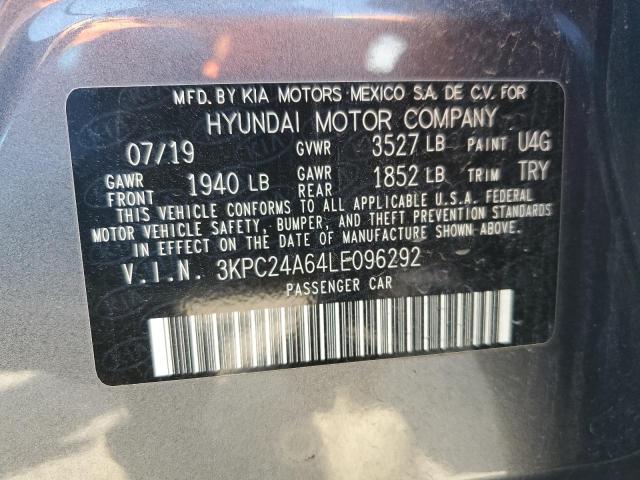 MFD. BY KIA MOTORS MEXICO S.A. DE C.V. FOR
HYUNDAI MOTOR COMPANY
07/19 GVWR 3527 LB PAINT U4G
GAWR FRONT 1940 LB GAWR REAR 1852 LB TRIM TRY
THIS VEHICLE CONFORMS TO ALL APPLICABLE U.S.A. FEDERAL
MOTOR VEHICLE SAFETY, BUMPER, AND THEFT PREVENTION STANDARDS
IN EFFECT ON THE DATE OF MANUFACTURE SHOWN ABOVE.
V.I.N. 3KPC24A64LE096292
PASSENGER CAR